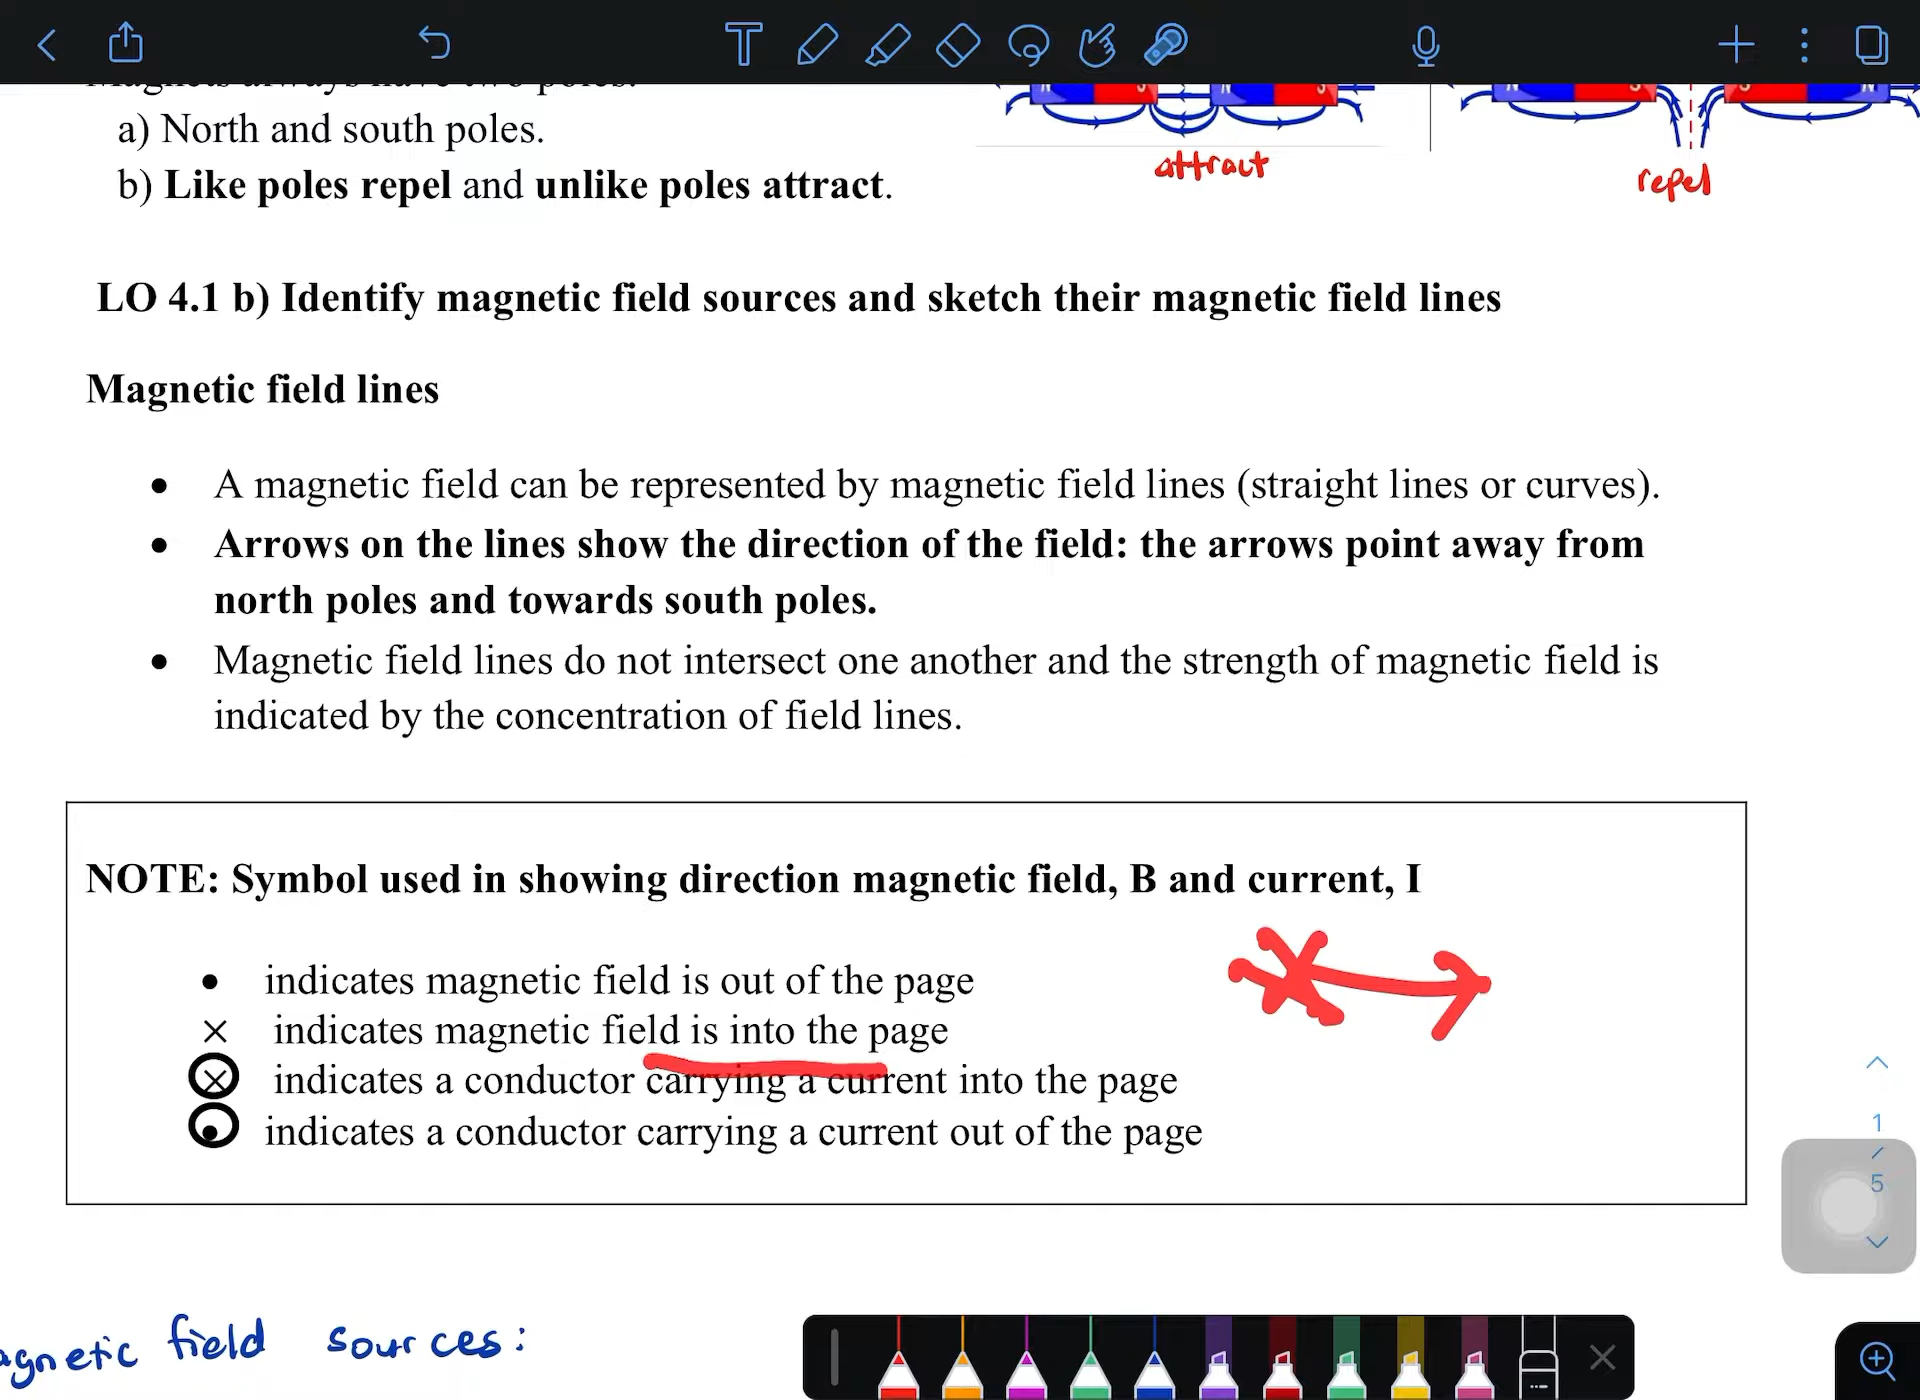 Magnets always have two poles.
a) North and south poles.
b) Like poles repel and unlike poles attract.
N S N S
N S S N
attract
repel
LO 4.1 b) Identify magnetic field sources and sketch their magnetic field lines
Magnetic field lines
• A magnetic field can be represented by magnetic field lines (straight lines or curves).
• Arrows on the lines show the direction of the field: the arrows point away from
north poles and towards south poles.
• Magnetic field lines do not intersect one another and the strength of magnetic field is
indicated by the concentration of field lines.
NOTE: Symbol used in showing direction magnetic field, B and current, I
• indicates magnetic field is out of the page
× indicates magnetic field is into the page
indicates a conductor carrying a current into the page
indicates a conductor carrying a current out of the page
1
/
5
agnetic field sources: